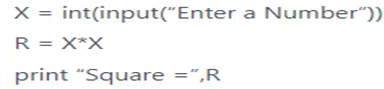 X = int(input(“Enter a Number”))
R = X*X
print “Square =”,R